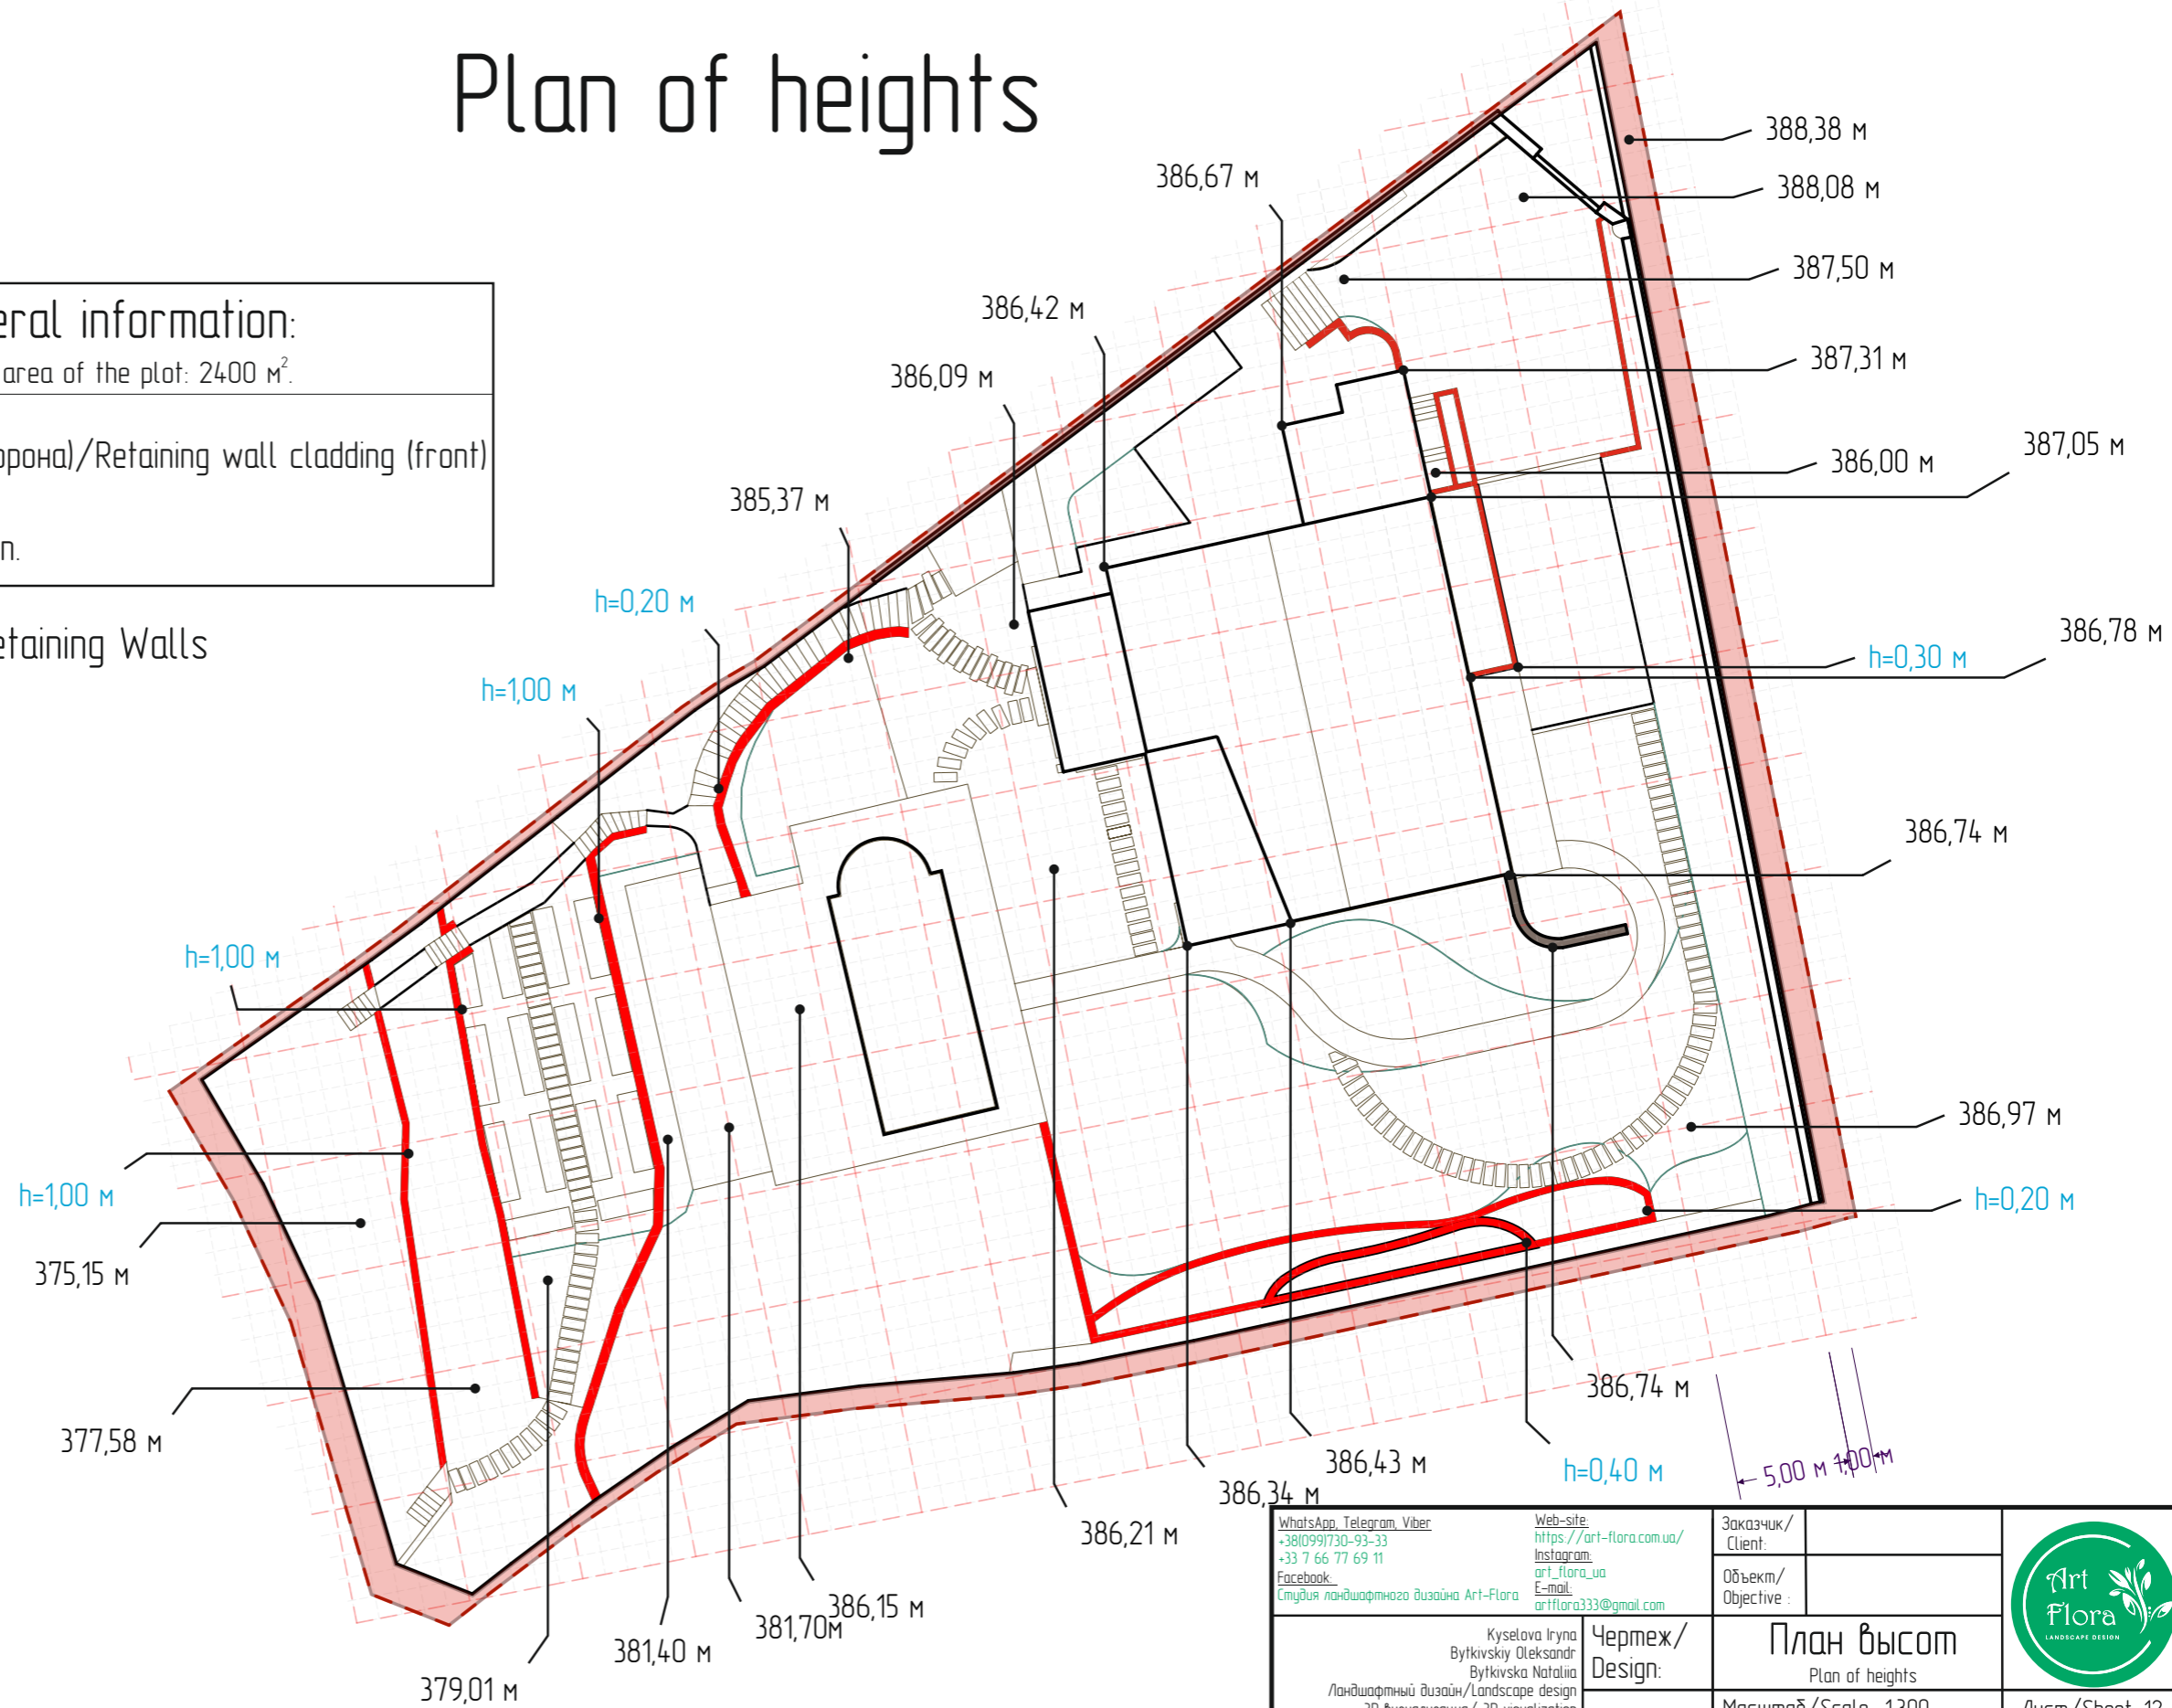 Plan of heights
eral information:
area of the plot: 2400 м².
орона)/Retaining wall cladding (front)
n.
etaining Walls
388,38 м
388,08 м
386,67 м
387,50 м
386,42 м
387,31 м
386,09 м
387,05 м
386,00 м
385,37 м
h=0,20 м
386,78 м
h=0,30 м
h=1,00 м
386,74 м
h=1,00 м
386,97 м
h=1,00 м
h=0,20 м
375,15 м
386,74 м
377,58 м
386,43 м
h=0,40 м
5,00 м
1,00 м
386,34 м
386,21 м
386,15 м
381,70м
381,40 м
379,01 м
WhatsApp, Telegram, Viber
+38(099)730-93-33
+33 7 66 77 69 11
Facebook:
Студия ландшафтного дизайна Art-Flora
Web-site:
https://art-flora.com.ua/
Instagram:
art_flora_ua
E-mail:
artflora333@gmail.com
Заказчик/
Client:
Объект/
Objective :
Art
Flora
LANDSCAPE DESIGN
Kyselova Iryna
Bytkivskiy Oleksandr
Bytkivska Nataliia
Ландшафтный дизайн/Landscape design
Чертеж/
Design:
План высот
Plan of heights